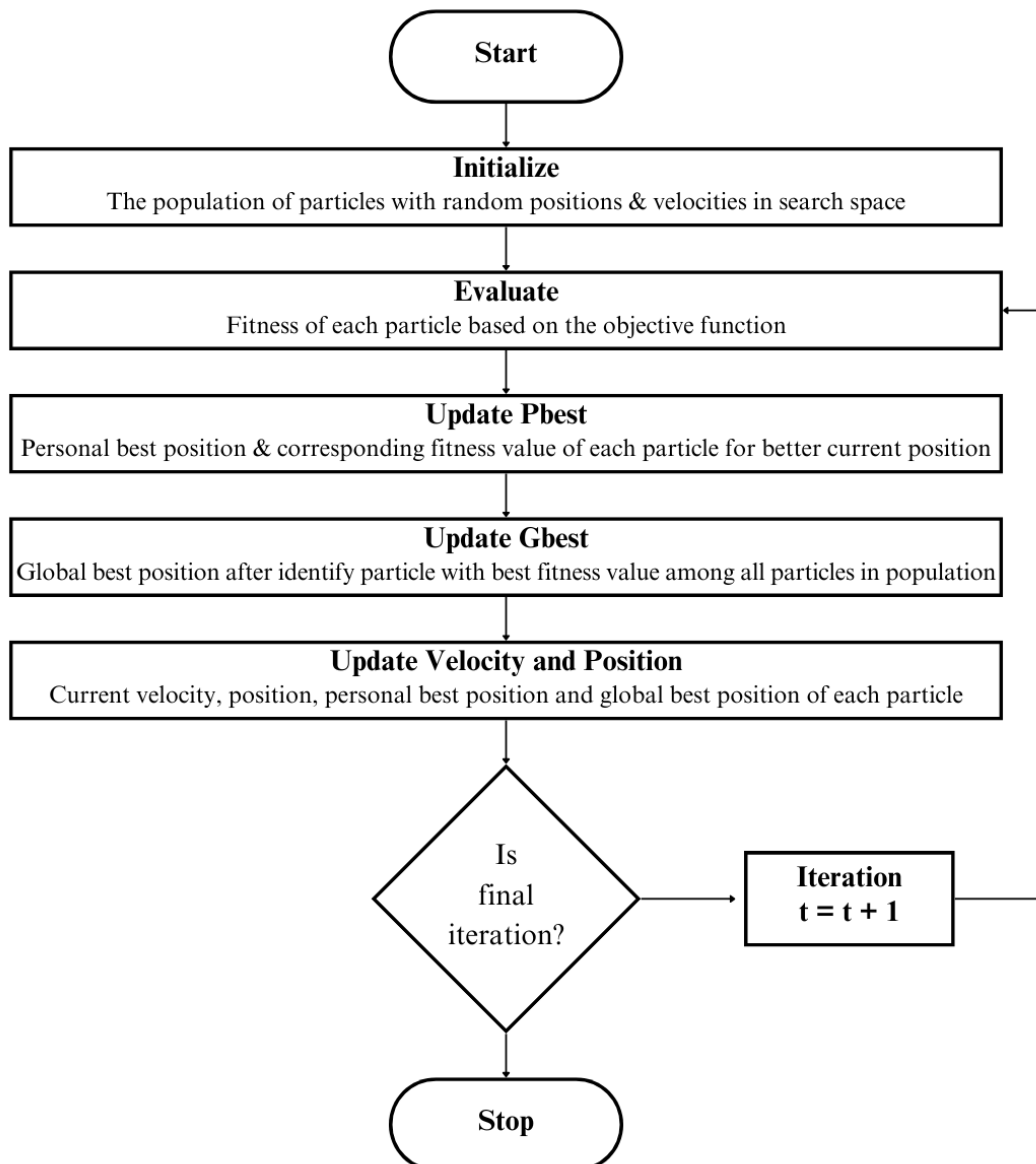 Start
Initialize
The population of particles with random positions & velocities in search space
Evaluate
Fitness of each particle based on the objective function
Update Pbest
Personal best position & corresponding fitness value of each particle for better current position
Update Gbest
Global best position after identify particle with best fitness value among all particles in population
Update Velocity and Position
Current velocity, position, personal best position and global best position of each particle
Is
final
iteration?
Iteration
t = t + 1
Stop